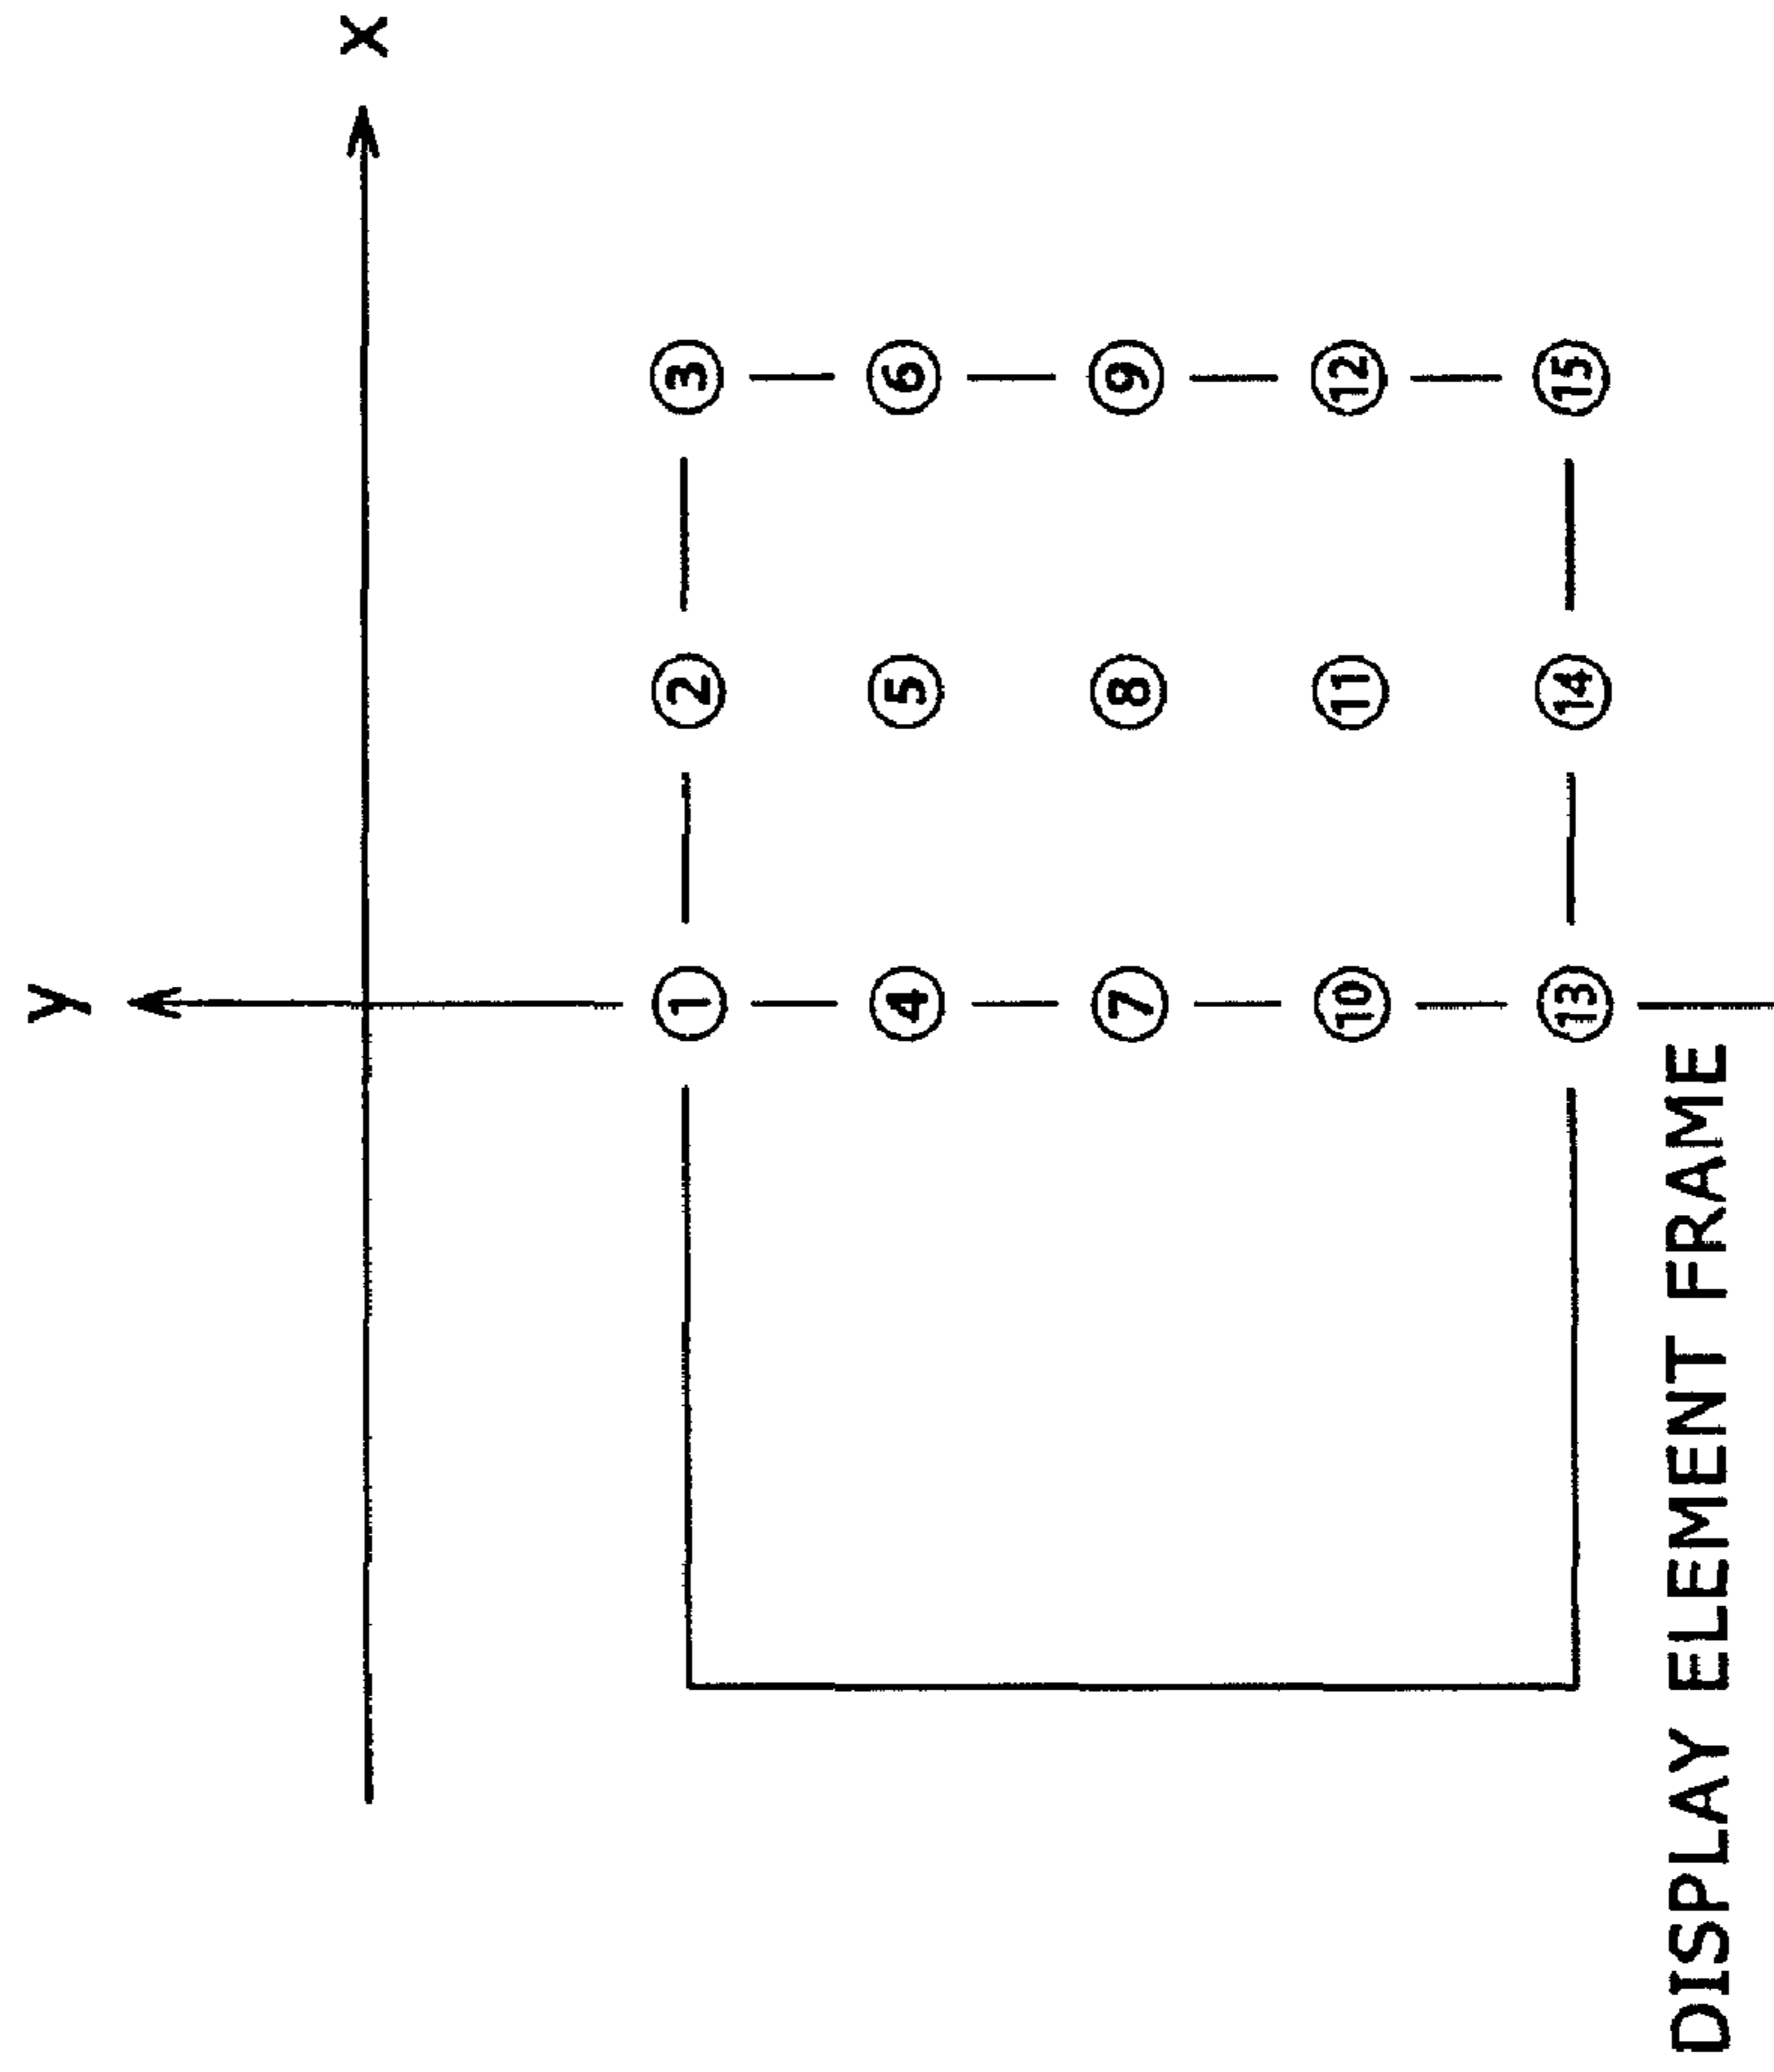 y
x
① ② ③
④ ⑤ ⑥
⑦ ⑧ ⑨
⑩ ⑪ ⑫
⑬ ⑭ ⑮
DISPLAY ELEMENT FRAME